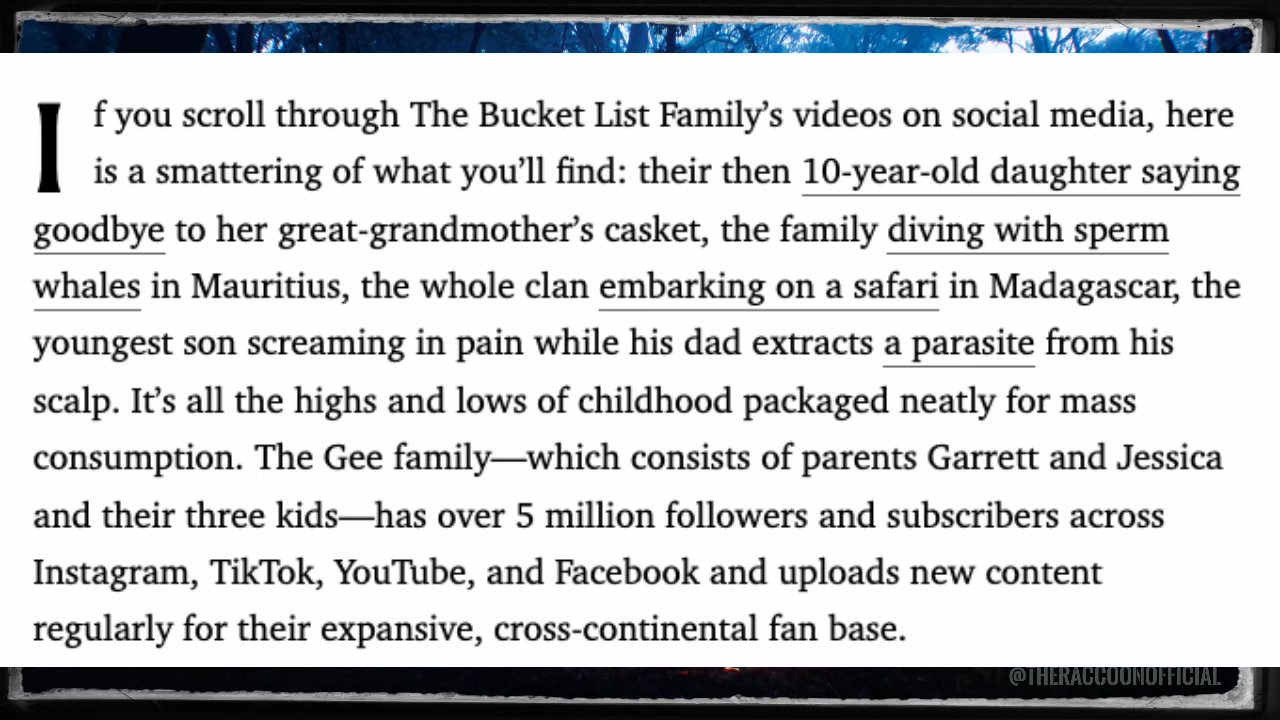 If you scroll through The Bucket List Family’s videos on social media, here
is a smattering of what you’ll find: their then 10-year-old daughter saying
goodbye to her great-grandmother’s casket, the family diving with sperm
whales in Mauritius, the whole clan embarking on a safari in Madagascar, the
youngest son screaming in pain while his dad extracts a parasite from his
scalp. It’s all the highs and lows of childhood packaged neatly for mass
consumption. The Gee family—which consists of parents Garrett and Jessica
and their three kids—has over 5 million followers and subscribers across
Instagram, TikTok, YouTube, and Facebook and uploads new content
regularly for their expansive, cross-continental fan base.
@THERACCOONOFFICIAL